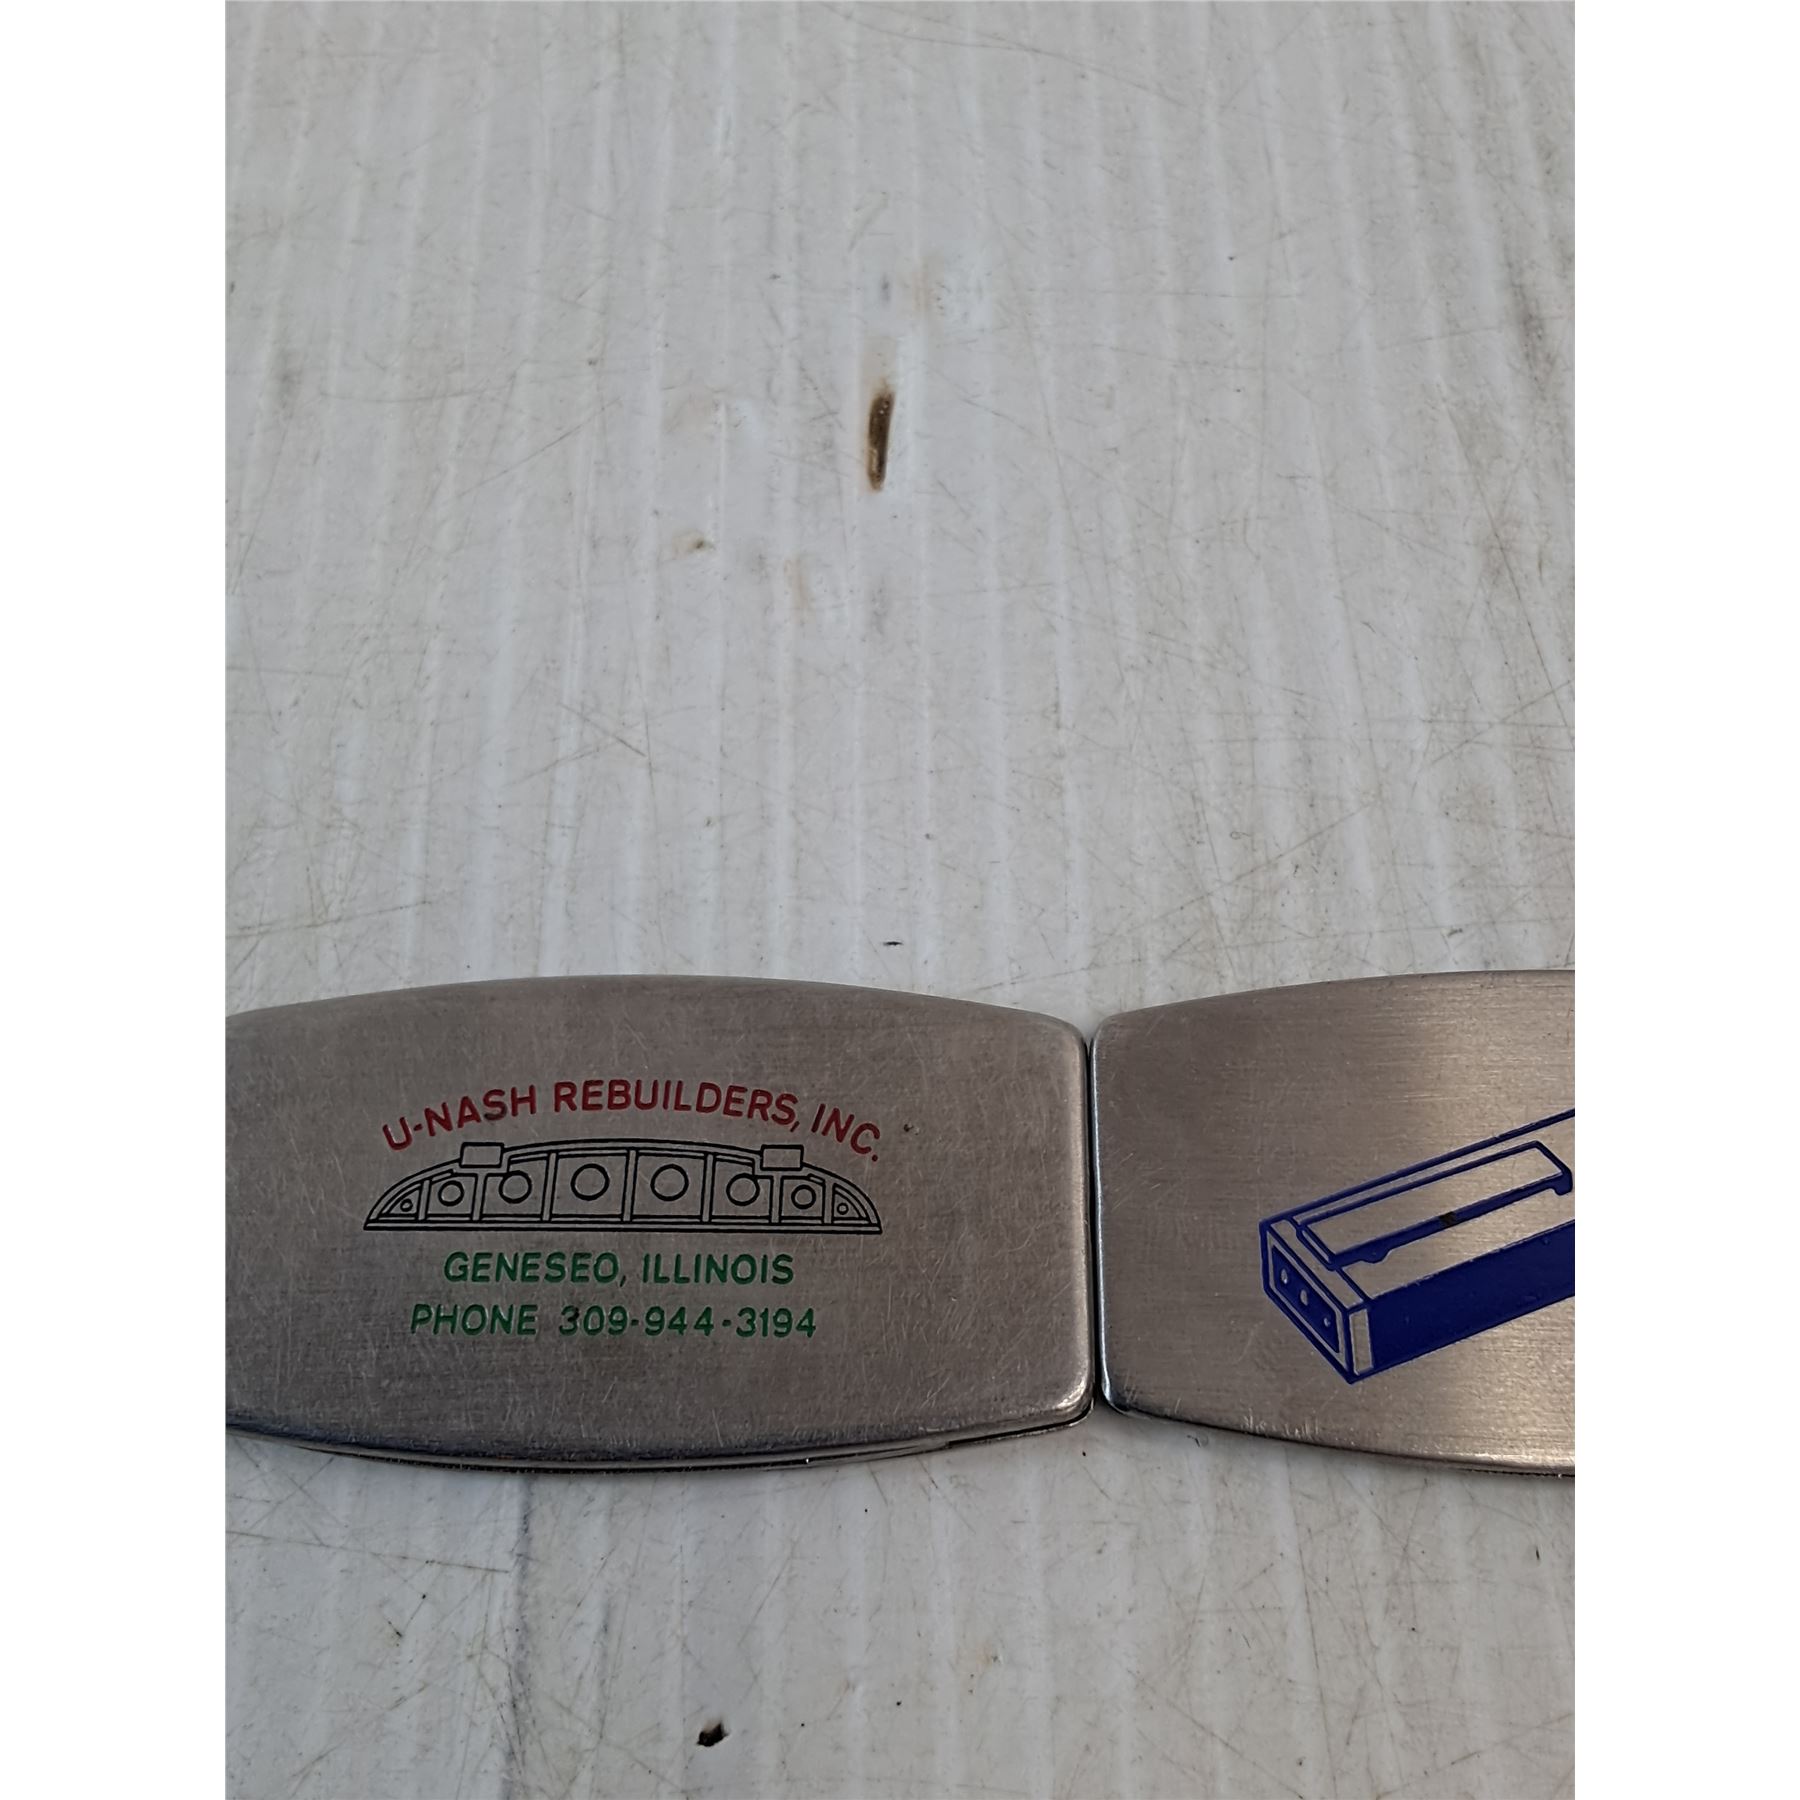 U-NASH REBUILDERS, INC.
GENESEO, ILLINOIS
PHONE 309-944-3194